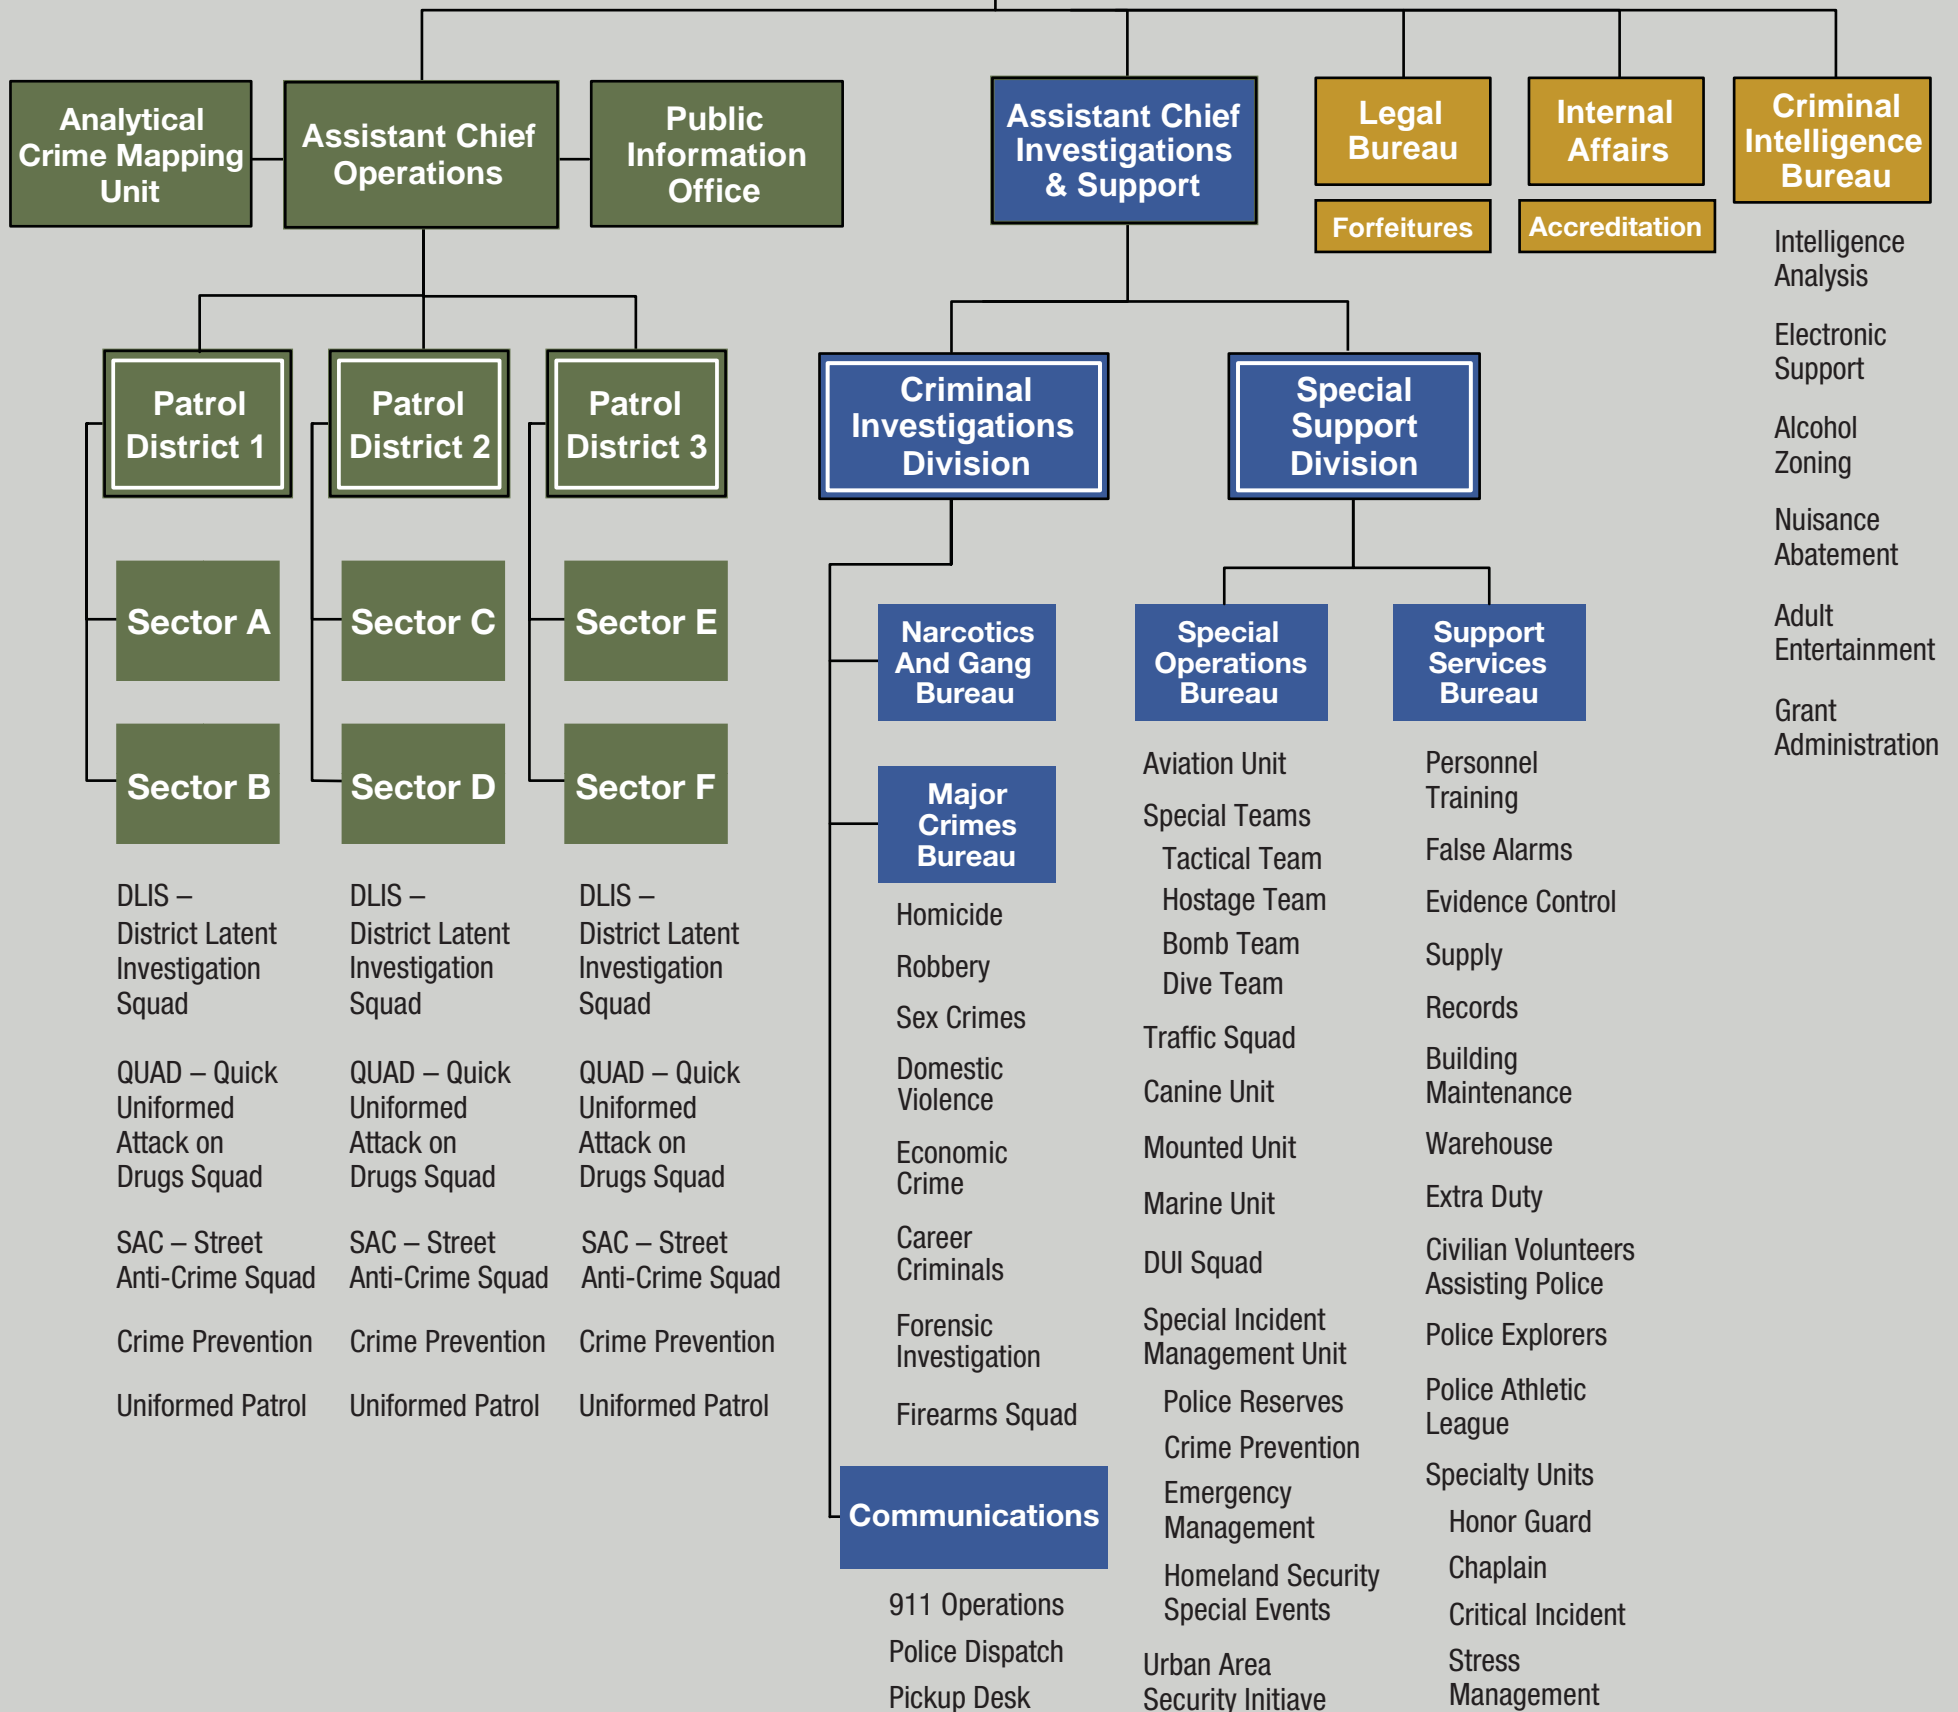 Analytical
Crime Mapping
Unit
Assistant Chief
Operations
Public
Information
Office
Assistant Chief
Investigations
& Support
Legal
Bureau
Forfeitures
Internal
Affairs
Accreditation
Criminal
Intelligence
Bureau
Intelligence
Analysis
Electronic
Support
Alcohol
Zoning
Nuisance
Abatement
Adult
Entertainment
Grant
Administration
Patrol
District 1
Sector A
Sector B
DLIS –
District Latent
Investigation
Squad
QUAD – Quick
Uniformed
Attack on
Drugs Squad
SAC – Street
Anti-Crime Squad
Crime Prevention
Uniformed Patrol
Patrol
District 2
Sector C
Sector D
DLIS –
District Latent
Investigation
Squad
QUAD – Quick
Uniformed
Attack on
Drugs Squad
SAC – Street
Anti-Crime Squad
Crime Prevention
Uniformed Patrol
Patrol
District 3
Sector E
Sector F
DLIS –
District Latent
Investigation
Squad
QUAD – Quick
Uniformed
Attack on
Drugs Squad
SAC – Street
Anti-Crime Squad
Crime Prevention
Uniformed Patrol
Criminal
Investigations
Division
Narcotics
And Gang
Bureau
Major
Crimes
Bureau
Homicide
Robbery
Sex Crimes
Domestic
Violence
Economic
Crime
Career
Criminals
Forensic
Investigation
Firearms Squad
Communications
911 Operations
Police Dispatch
Pickup Desk
Special
Support
Division
Special
Operations
Bureau
Aviation Unit
Special Teams
Tactical Team
Hostage Team
Bomb Team
Dive Team
Traffic Squad
Canine Unit
Mounted Unit
Marine Unit
DUI Squad
Special Incident
Management Unit
Police Reserves
Crime Prevention
Emergency
Management
Homeland Security
Special Events
Urban Area
Security Initiave
Support
Services
Bureau
Personnel
Training
False Alarms
Evidence Control
Supply
Records
Building
Maintenance
Warehouse
Extra Duty
Civilian Volunteers
Assisting Police
Police Explorers
Police Athletic
League
Specialty Units
Honor Guard
Chaplain
Critical Incident
Stress
Management